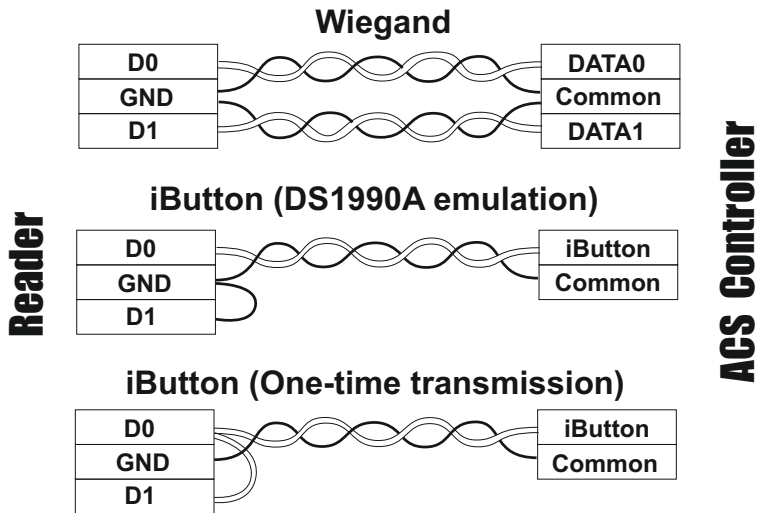 Wiegand
D0
GND
D1
DATA0
Common
DATA1
iButton (DS1990A emulation)
D0
GND
D1
iButton
Common
iButton (One-time transmission)
D0
GND
D1
iButton
Common
Reader
ACS Controller